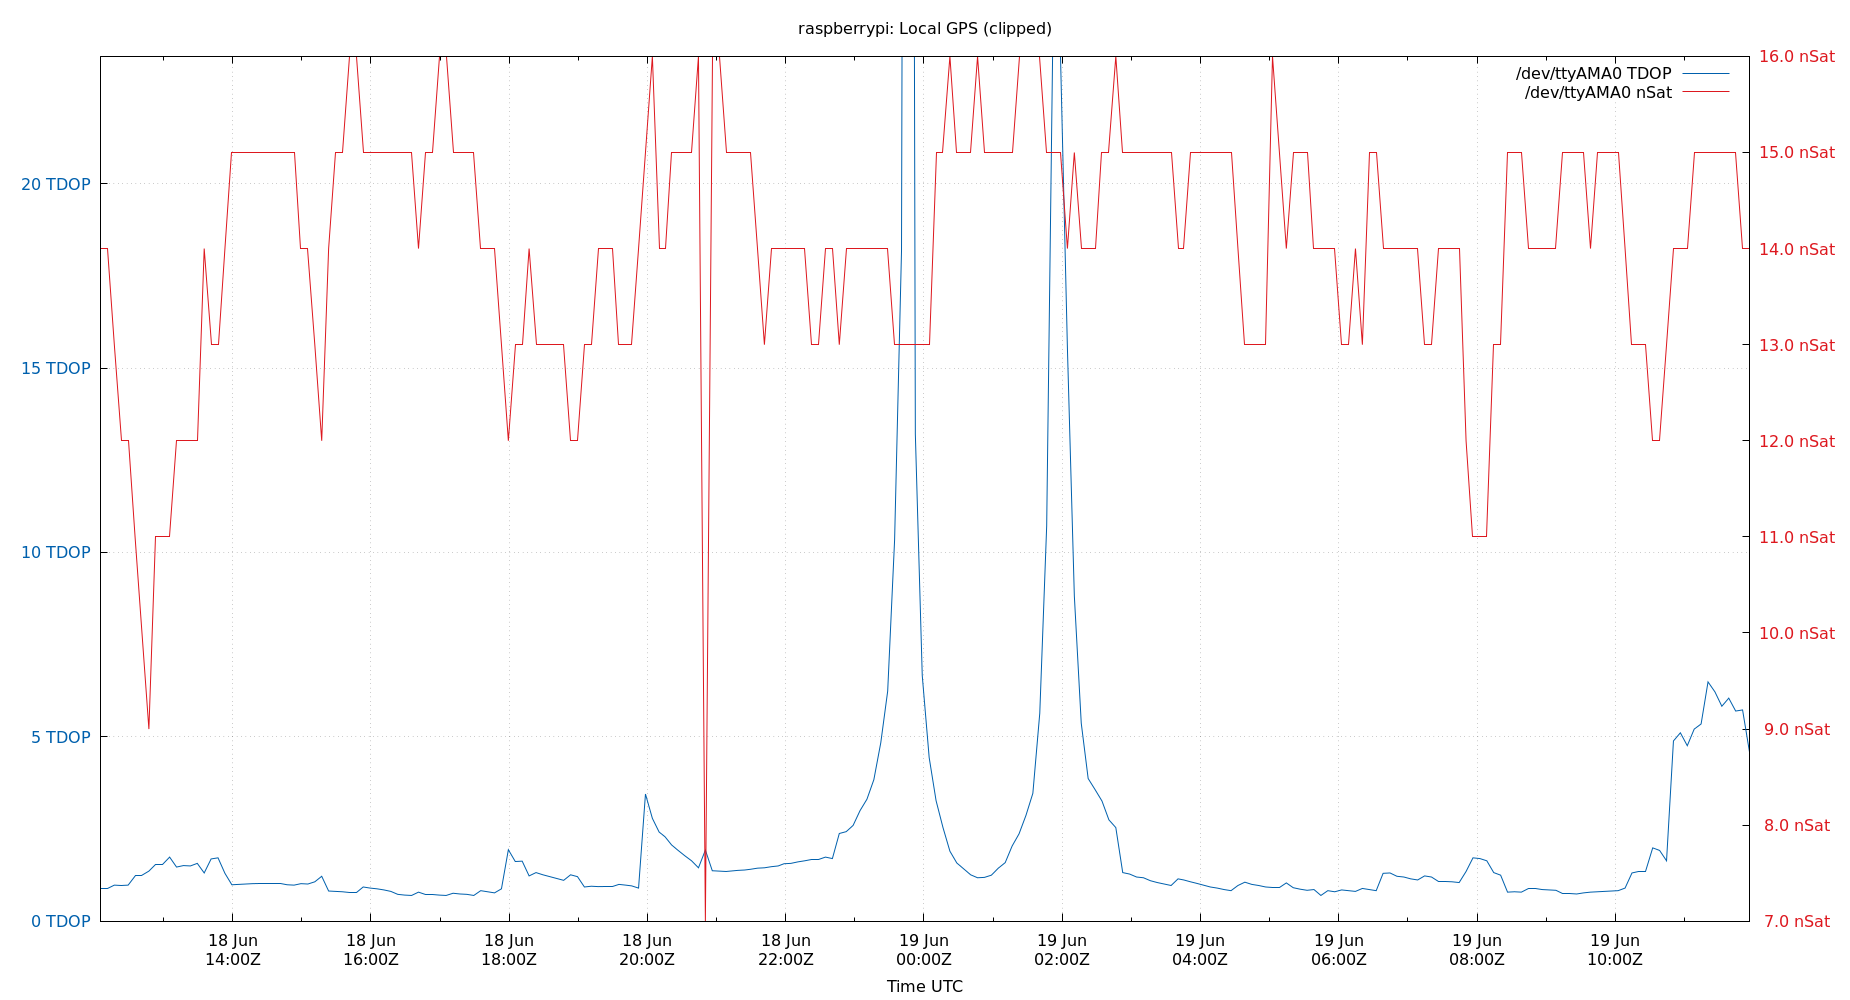 raspberrypi: Local GPS (clipped)
/dev/ttyAMA0 TDOP
/dev/ttyAMA0 nSat
20 TDOP
15 TDOP
10 TDOP
5 TDOP
0 TDOP
16.0 nSat
15.0 nSat
14.0 nSat
13.0 nSat
12.0 nSat
11.0 nSat
10.0 nSat
9.0 nSat
8.0 nSat
7.0 nSat
18 Jun
14:00Z
18 Jun
16:00Z
18 Jun
18:00Z
18 Jun
20:00Z
18 Jun
22:00Z
19 Jun
00:00Z
19 Jun
02:00Z
19 Jun
04:00Z
19 Jun
06:00Z
19 Jun
08:00Z
19 Jun
10:00Z
Time UTC